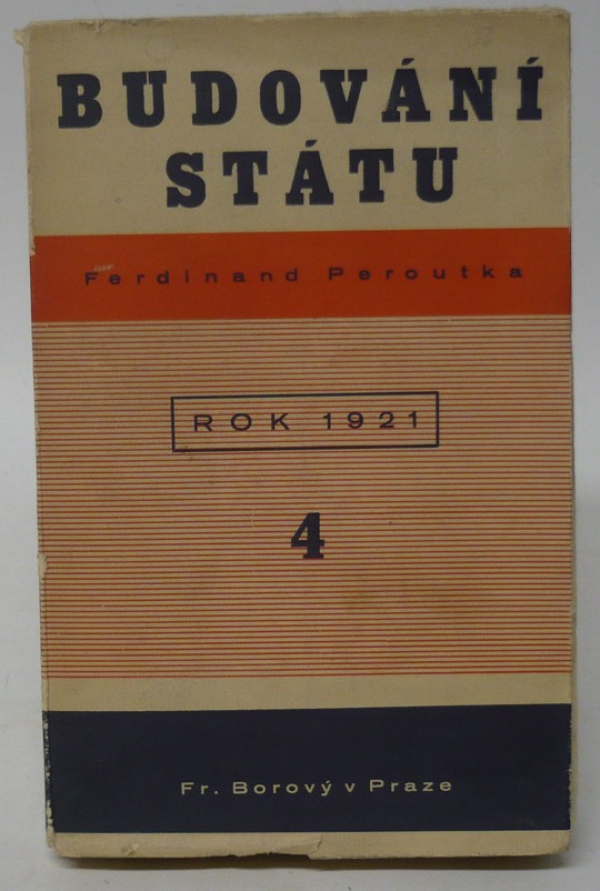 BUDOVÁNÍ
STÁTU
Ferdinand Peroutka
ROK 1921
4
Fr. Borový v Praze